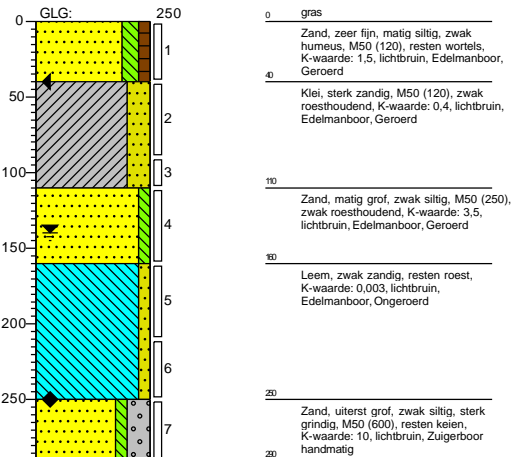 GLG: 250
0
50
100
150
200
250
1
2
3
4
5
6
7
0 gras
Zand, zeer fijn, matig siltig, zwak
humeus, M50 (120), resten wortels,
K-waarde: 1,5, lichtbruin, Edelmanboor,
Geroerd
40
Klei, sterk zandig, M50 (120), zwak
roesthoudend, K-waarde: 0,4, lichtbruin,
Edelmanboor, Geroerd
110
Zand, matig grof, zwak siltig, M50 (250),
zwak roesthoudend, K-waarde: 3,5,
lichtbruin, Edelmanboor, Geroerd
160
Leem, zwak zandig, resten roest,
K-waarde: 0,003, lichtbruin,
Edelmanboor, Ongeroerd
250
Zand, uiterst grof, zwak siltig, sterk
grindig, M50 (600), resten keien,
K-waarde: 10, lichtbruin, Zuigerboor
handmatig
290